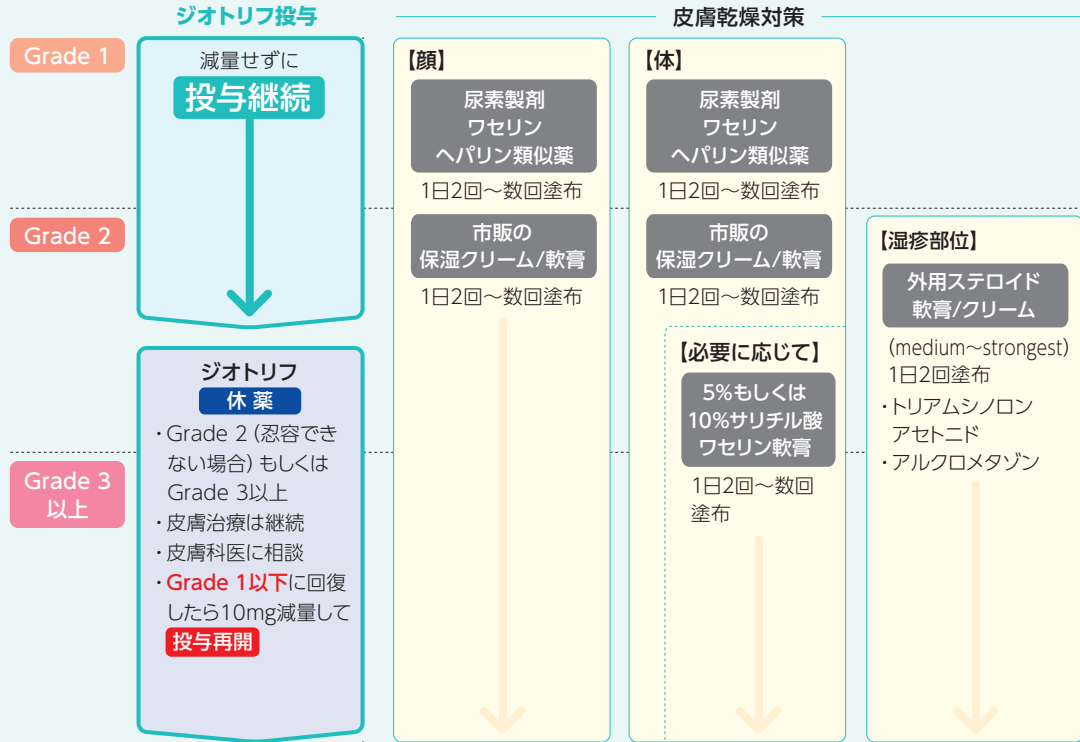 ジオトリフ投与
皮膚乾燥対策
Grade 1
減量せずに
投与継続
【顔】
尿素製剤
ワセリン
ヘパリン類似薬
1日2回～数回塗布
【体】
尿素製剤
ワセリン
ヘパリン類似薬
1日2回～数回塗布
Grade 2
市販の
保湿クリーム/軟膏
1日2回～数回塗布
市販の
保湿クリーム/軟膏
1日2回～数回塗布
【湿疹部位】
外用ステロイド
軟膏/クリーム
(medium～strongest)
1日2回塗布
・トリアムシノロン
アセトニド
・アルクロメタゾン
【必要に応じて】
5%もしくは
10%サリチル酸
ワセリン軟膏
1日2回～数回
塗布
Grade 3
以上
ジオトリフ
休 薬
・Grade 2 (忍容でき
ない場合) もしくは
Grade 3以上
・皮膚治療は継続
・皮膚科医に相談
・Grade 1以下に回復
したら10mg減量して
投与再開